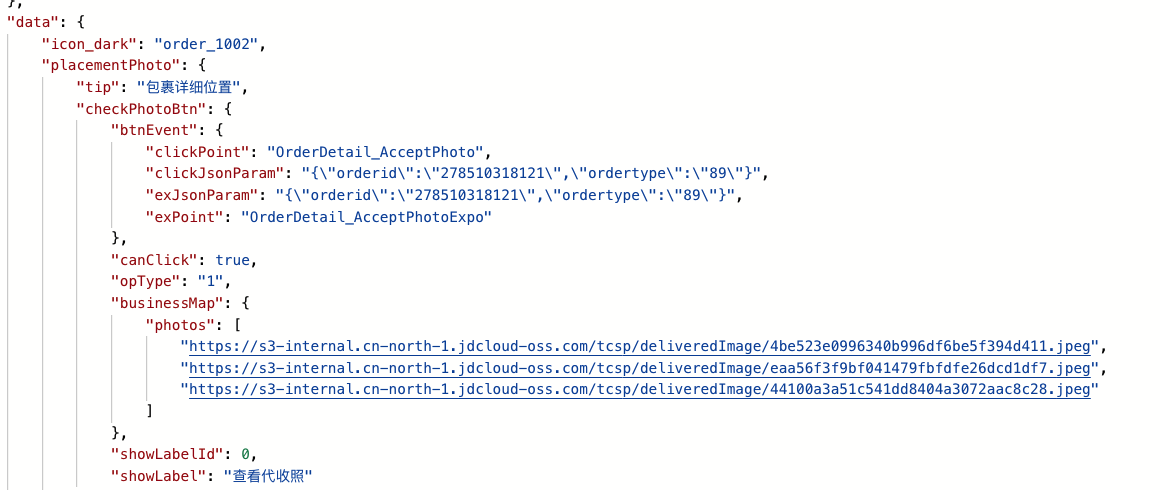 },
"data": {
"icon_dark": "order_1002",
"placementPhoto": {
"tip": "包裹详细位置",
"checkPhotoBtn": {
"btnEvent": {
"clickPoint": "OrderDetail_AcceptPhoto",
"clickJsonParam": "{\"orderid\":\"278510318121\",\"ordertype\":\"89\"}",
"exJsonParam": "{\"orderid\":\"278510318121\",\"ordertype\":\"89\"}",
"exPoint": "OrderDetail_AcceptPhotoExpo"
},
"canClick": true,
"opType": "1",
"businessMap": {
"photos": [
"https://s3-internal.cn-north-1.jdcloud-oss.com/tcsp/deliveredImage/4be523e0996340b996df6be5f394d411.jpeg",
"https://s3-internal.cn-north-1.jdcloud-oss.com/tcsp/deliveredImage/eaa56f3f9bf041479fbfdfe26dcd1df7.jpeg",
"https://s3-internal.cn-north-1.jdcloud-oss.com/tcsp/deliveredImage/44100a3a51c541dd8404a3072aac8c28.jpeg"
]
},
"showLabelId": 0,
"showLabel": "查看代收照"